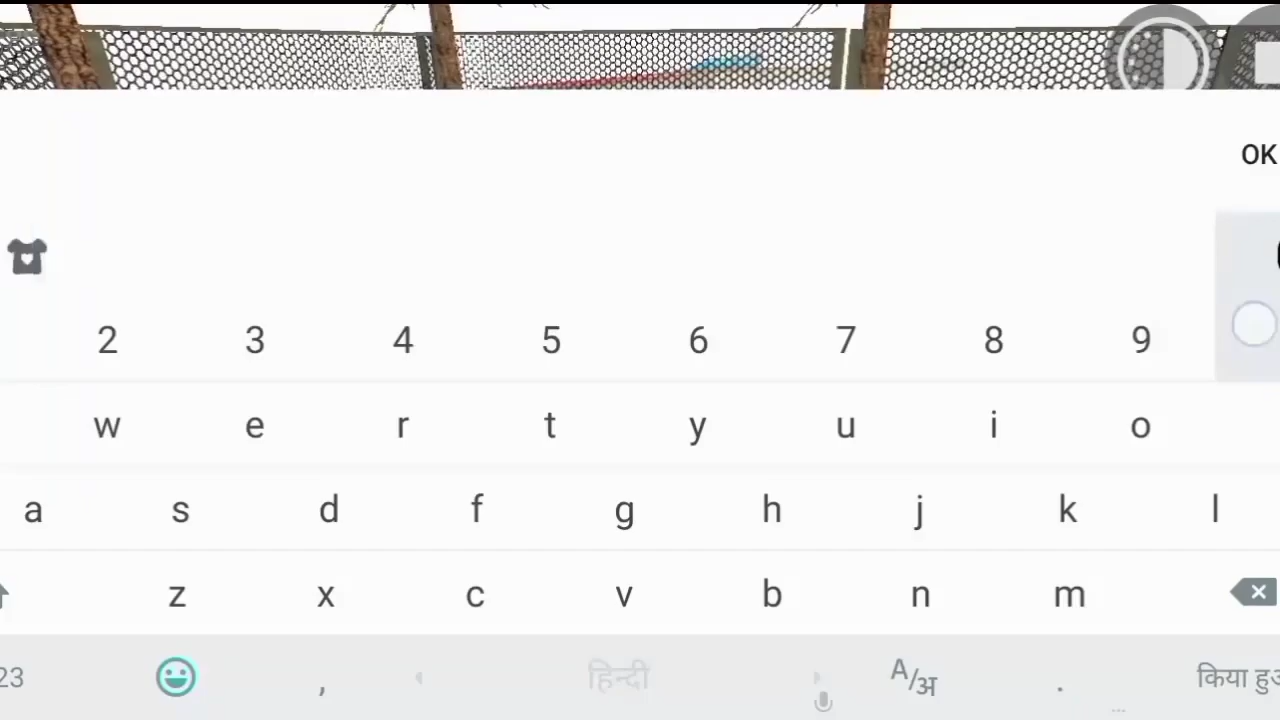 OK
2 3 4 5 6 7 8 9
w e r t y u i o
a s d f g h j k l
z x c v b n m
23 , हिन्दी A/अ . किया हुअ